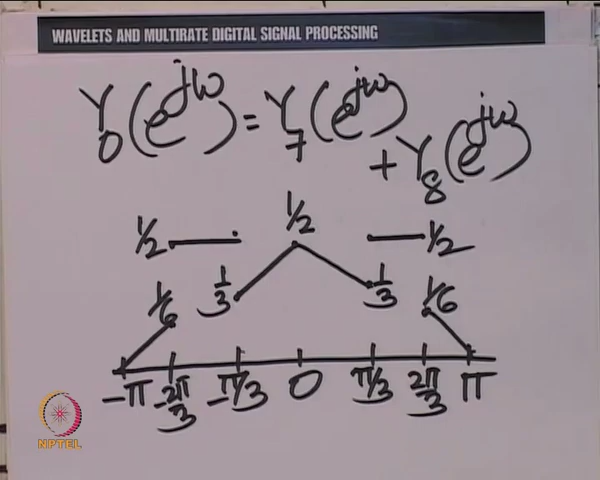 WAVELETS AND MULTIRATE DIGITAL SIGNAL PROCESSING
Y0(e^jω) = Y7(e^jω)
+ Y8(e^jω)
1/2 1/2 1/2
1/6 1/3 1/3 1/6
-π -2π/3 -π/3 0 π/3 2π/3 π
NPTEL